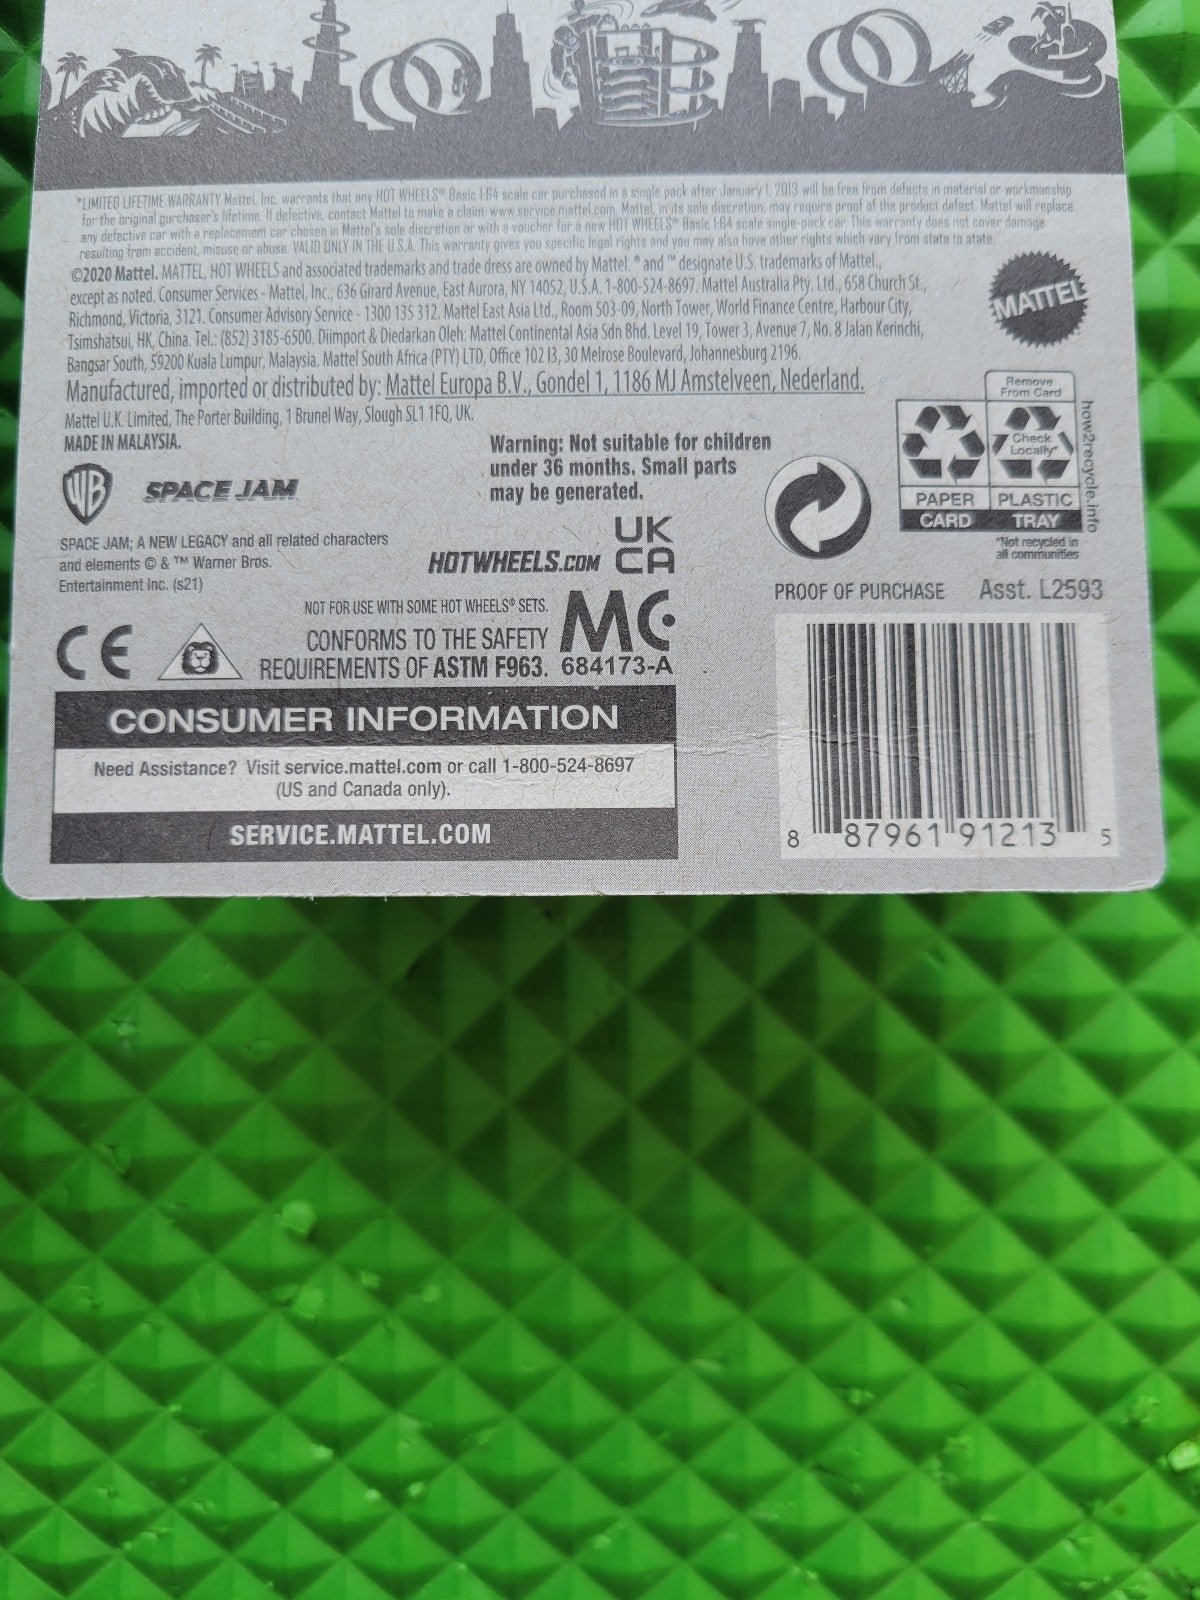 *LIMITED LIFETIME WARRANTY Mattel, Inc. warrants that any HOT WHEELS® Basic 1:64 scale car purchased in a single pack after January 1, 2013 will be free from defects in material or workmanship
for the original purchaser's lifetime. If defective, contact Mattel to make a claim: www.service.mattel.com. Mattel, in its sole discretion, may require proof of the product defect. Mattel will replace
any defective car with a replacement car chosen in Mattel's sole discretion or with a voucher for a new HOT WHEELS® Basic 1:64 scale single-pack car. This warranty does not cover damage
resulting from accident, misuse or abuse. VALID ONLY IN THE U.S.A. This warranty gives you specific legal rights and you may also have other rights which vary from state to state.
©2020 Mattel. MATTEL, HOT WHEELS and associated trademarks and trade dress are owned by Mattel. ® and ™ designate U.S. trademarks of Mattel.,
except as noted. Consumer Services - Mattel, Inc., 636 Girard Avenue, East Aurora, NY 14052, U.S.A. 1-800-524-8697. Mattel Australia Pty. Ltd., 658 Church St.,
Richmond, Victoria, 3121. Consumer Advisory Service - 1300 135 312. Mattel East Asia Ltd., Room 503-09, North Tower, World Finance Centre, Harbour City,
Tsimshatsui, HK, China. Tel.: (852) 3185-6500. Diimport & Diedarkan Oleh: Mattel Continental Asia Sdn Bhd. Level 19, Tower 3, Avenue 7, No. 8 Jalan Kerinchi,
Bangsar South, 59200 Kuala Lumpur, Malaysia. Mattel South Africa (PTY) LTD, Office 102 I3, 30 Melrose Boulevard, Johannesburg 2196.
MATTEL
Manufactured, imported or distributed by: Mattel Europa B.V., Gondel 1, 1186 MJ Amstelveen, Nederland.
Mattel U.K. Limited, The Porter Building, 1 Brunel Way, Slough SL1 1FQ, UK.
MADE IN MALAYSIA.
WB
SPACE JAM
SPACE JAM: A NEW LEGACY and all related characters
and elements © & ™ Warner Bros.
Entertainment Inc. (s21)
Warning: Not suitable for children
under 36 months. Small parts
may be generated.
HOTWHEELS.COM
UK
CA
Remove
From Card
Check
Locally*
PAPER
PLASTIC
CARD
TRAY
*Not recycled in
all communities
how2recycle.info
NOT FOR USE WITH SOME HOT WHEELS® SETS.
CE
CONFORMS TO THE SAFETY
REQUIREMENTS OF ASTM F963.
MC
684173-A
PROOF OF PURCHASE
Asst. L2593
CONSUMER INFORMATION
Need Assistance? Visit service.mattel.com or call 1-800-524-8697
(US and Canada only).
SERVICE.MATTEL.COM
8 87961 91213 5